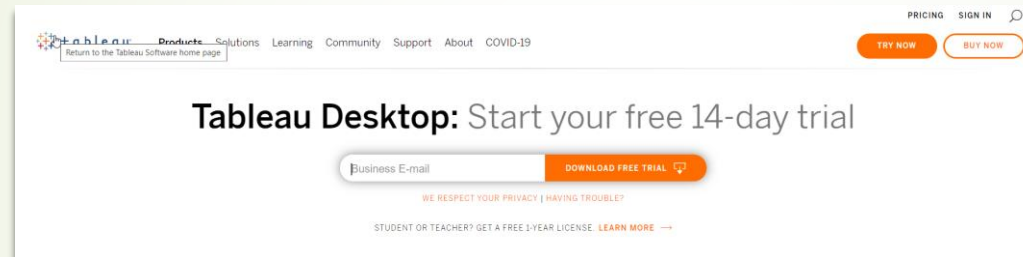 PRICING SIGN IN
tableau Products Solutions Learning Community Support About COVID-19
Return to the Tableau Software home page
TRY NOW BUY NOW
Tableau Desktop: Start your free 14-day trial
Business E-mail DOWNLOAD FREE TRIAL
WE RESPECT YOUR PRIVACY | HAVING TROUBLE?
STUDENT OR TEACHER? GET A FREE 1-YEAR LICENSE. LEARN MORE →